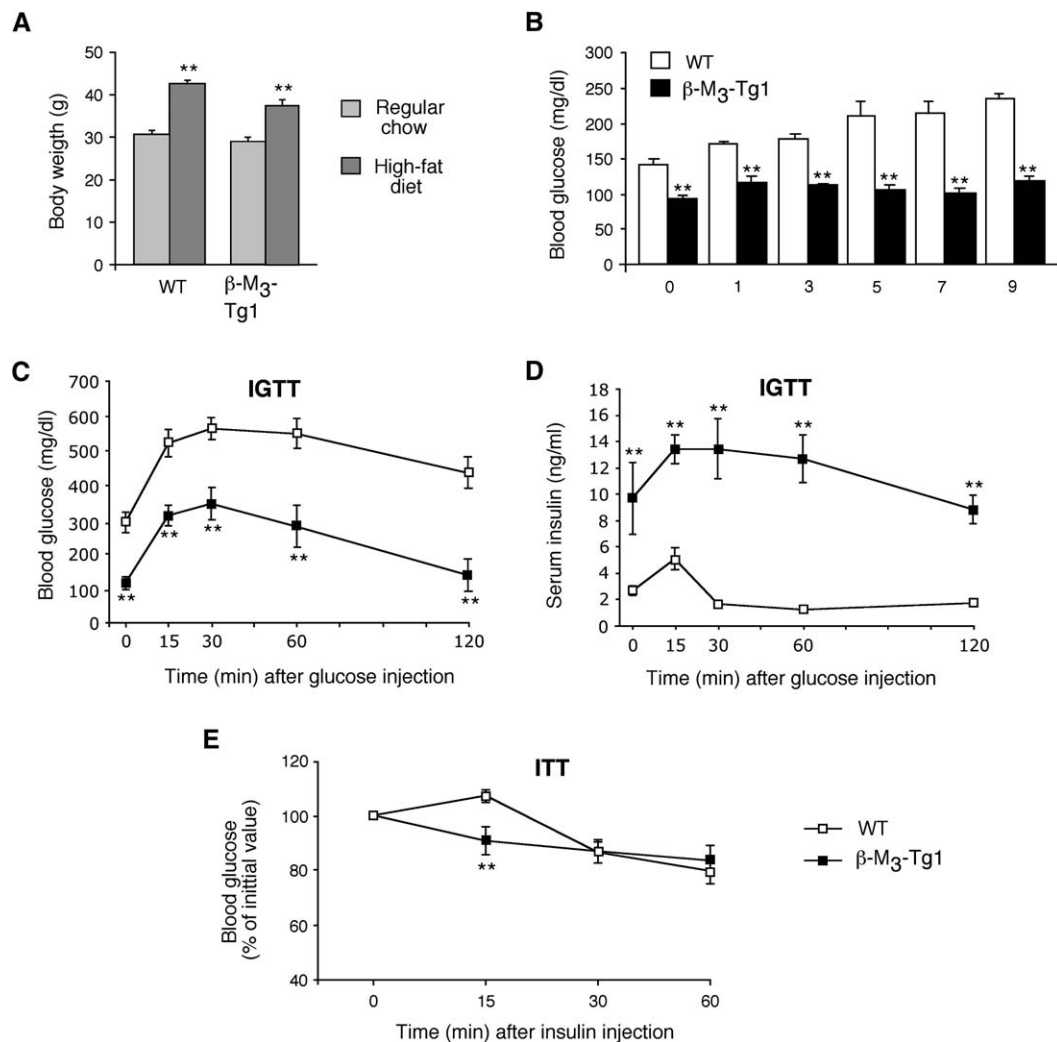 A
Body weigth (g)
50
40
30
20
10
0
**
**
WT
β-M3-
Tg1
Regular
chow
High-fat
diet
B
Blood glucose (mg/dl)
300
250
200
150
100
50
0
WT
β-M3-Tg1
** ** ** ** ** **
0 1 3 5 7 9
C
IGTT
Blood glucose (mg/dl)
700
600
500
400
300
200
100
0
** ** ** ** **
0 15 30 60 120
Time (min) after glucose injection
D
IGTT
Serum insulin (ng/ml)
18
16
14
12
10
8
6
4
2
0
** ** ** ** **
0 15 30 60 120
Time (min) after glucose injection
E
ITT
Blood glucose
(% of inittial value)
120
100
80
60
40
**
0 15 30 60
Time (min) after insulin injection
WT
β-M3-Tg1